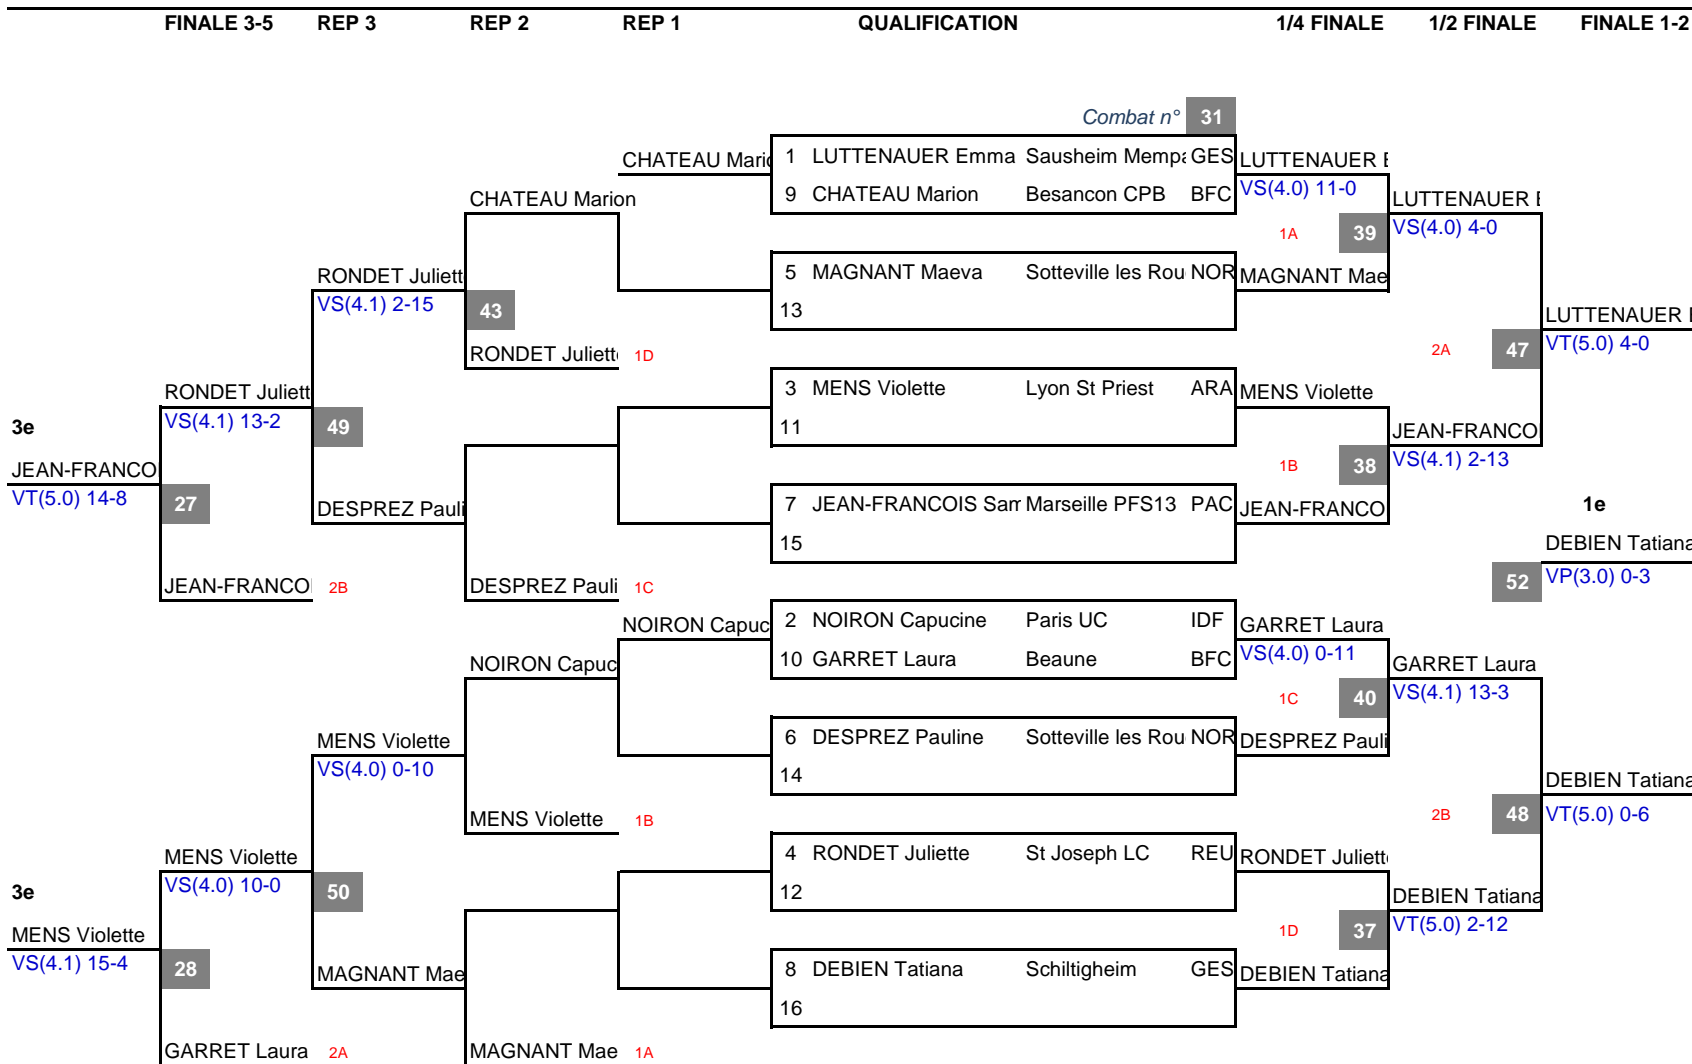 FINALE 3-5 REP 3 REP 2 REP 1 QUALIFICATION 1/4 FINALE 1/2 FINALE FINALE 1-2
Combat n° 31
CHATEAU Mario 1 LUTTENAUER Emma Sausheim Mempa GES LUTTENAUER E
CHATEAU Marion 9 CHATEAU Marion Besancon CPB BFC VS(4.0) 11-0 LUTTENAUER E
1A 39 VS(4.0) 4-0
RONDET Juliett 5 MAGNANT Maeva Sotteville les Rou NOR MAGNANT Mae
VS(4.1) 2-15 43 13
LUTTENAUER E
RONDET Juliett 1D 2A 47 VT(5.0) 4-0
RONDET Juliett 3 MENS Violette Lyon St Priest ARA MENS Violette
3e VS(4.1) 13-2 49 11 JEAN-FRANCO
JEAN-FRANCO 1B 38 VS(4.1) 2-13
VT(5.0) 14-8 27 DESPREZ Pauli 7 JEAN-FRANCOIS Sam Marseille PFS13 PAC JEAN-FRANCO 1e
15 DEBIEN Tatiana
JEAN-FRANCO 2B DESPREZ Pauli 1C 52 VP(3.0) 0-3
NOIRON Capuc 2 NOIRON Capucine Paris UC IDF GARRET Laura
NOIRON Capuc 10 GARRET Laura Beaune BFC VS(4.0) 0-11 GARRET Laura
1C 40 VS(4.1) 13-3
MENS Violette 6 DESPREZ Pauline Sotteville les Rou NOR DESPREZ Pauli
VS(4.0) 0-10 14 DEBIEN Tatiana
MENS Violette 1B 2B 48 VT(5.0) 0-6
MENS Violette 4 RONDET Juliette St Joseph LC REU RONDET Juliett
3e VS(4.0) 10-0 50 12 DEBIEN Tatiana
MENS Violette 1D 37 VT(5.0) 2-12
VS(4.1) 15-4 28 MAGNANT Mae 8 DEBIEN Tatiana Schiltigheim GES DEBIEN Tatiana
16
GARRET Laura 2A MAGNANT Mae 1A